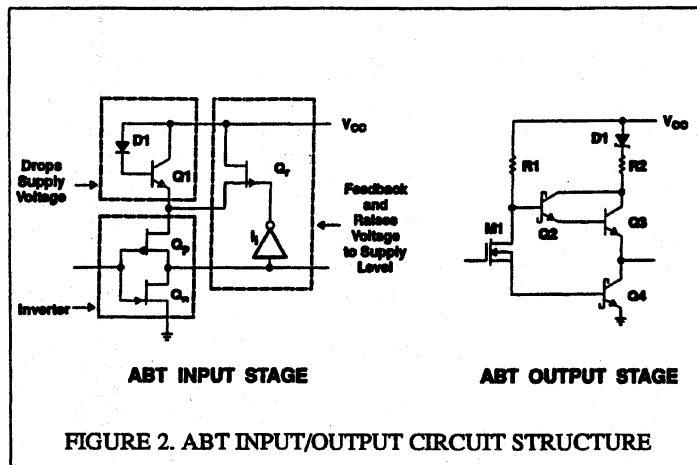 D1
Q1
Drops
Supply
Voltage
VCC
Qr
Feedback
and
Raises
Voltage
to Supply
Level
I1
Qp
Qn
Inverter
ABT INPUT STAGE
VCC
D1
R1
R2
Q2
Q3
M1
Q4
ABT OUTPUT STAGE
FIGURE 2. ABT INPUT/OUTPUT CIRCUIT STRUCTURE